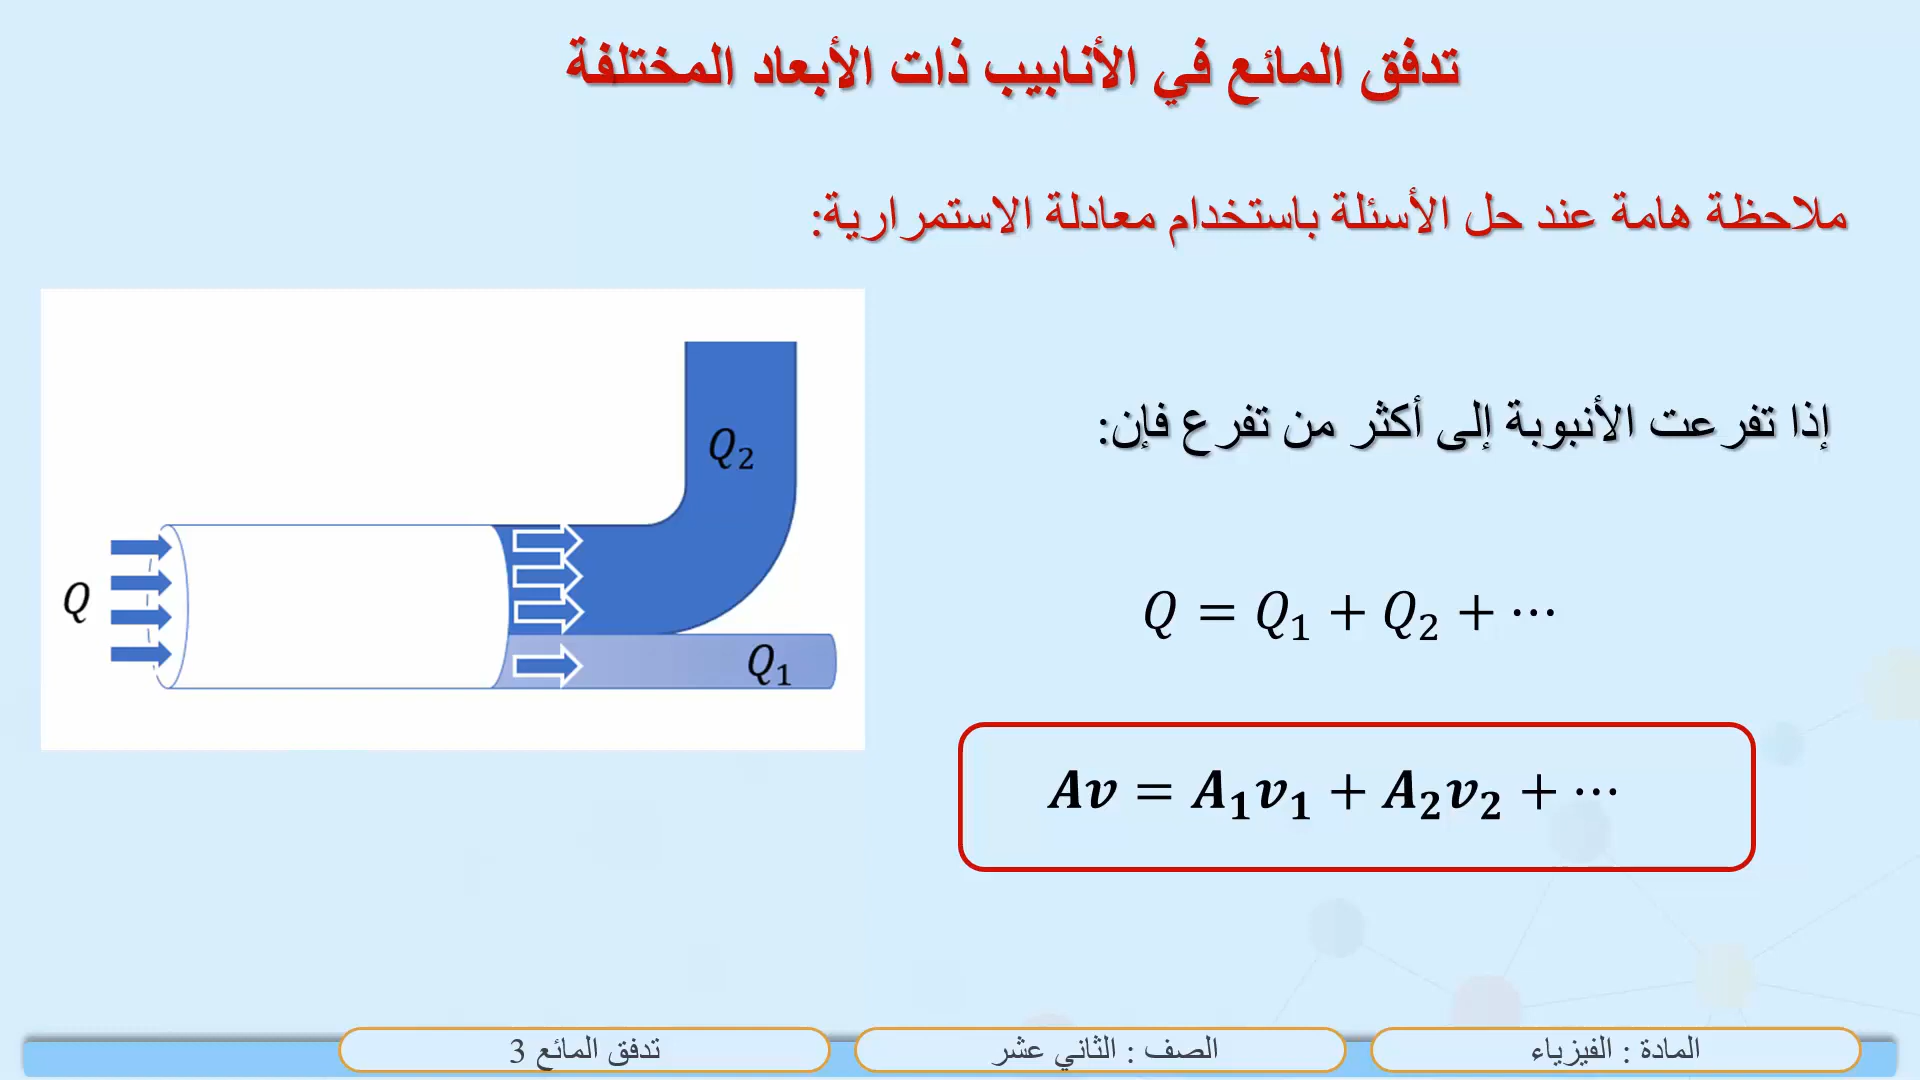 تدفق المائع في الأنابيب ذات الأبعاد المختلفة
ملاحظة هامة عند حل الأسئلة باستخدام معادلة الاستمرارية:
إذا تفرعت الأنبوبة إلى أكثر من تفرع فإن:
Q = Q₁ + Q₂ + ⋯
𝑨𝒗 = 𝑨₁𝒗₁ + 𝑨₂𝒗₂ + ⋯
Q₂
Q
Q₁
المادة : الفيزياء
الصف : الثاني عشر
تدفق المائع 3